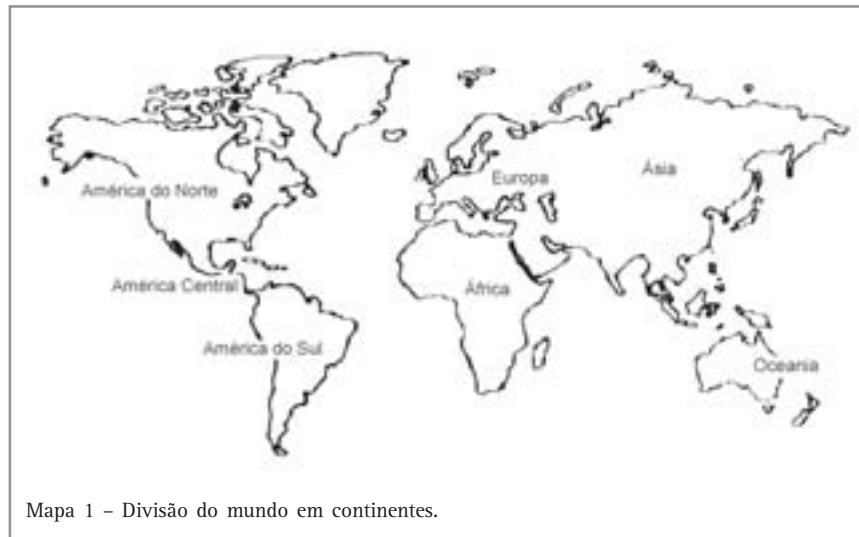 América do Norte
Europa
Ásia
América Central
África
América do Sul
Oceania
Mapa 1 – Divisão do mundo em continentes.